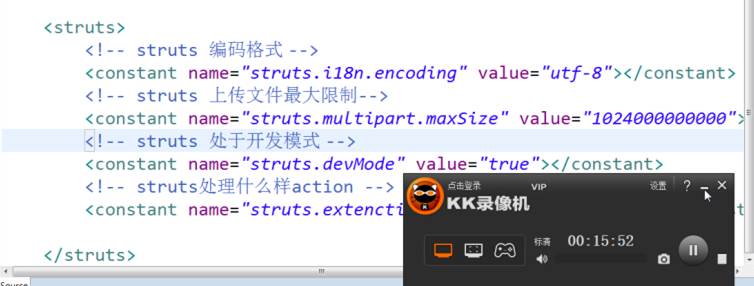 <struts>
<!-- struts 编码格式 -->
<constant name="struts.i18n.encoding" value="utf-8"></constant>
<!-- struts 上传文件最大限制-->
<constant name="struts.multipart.maxSize" value="1024000000000">
<!-- struts 处于开发模式 -->
<constant name="struts.devMode" value="true"></constant>
<!-- struts处理什么样action -->
<constant name="struts.extencti
st
</struts>
点击登录 VIP 设置 ?
KK录像机
标清 00:15:52
Source